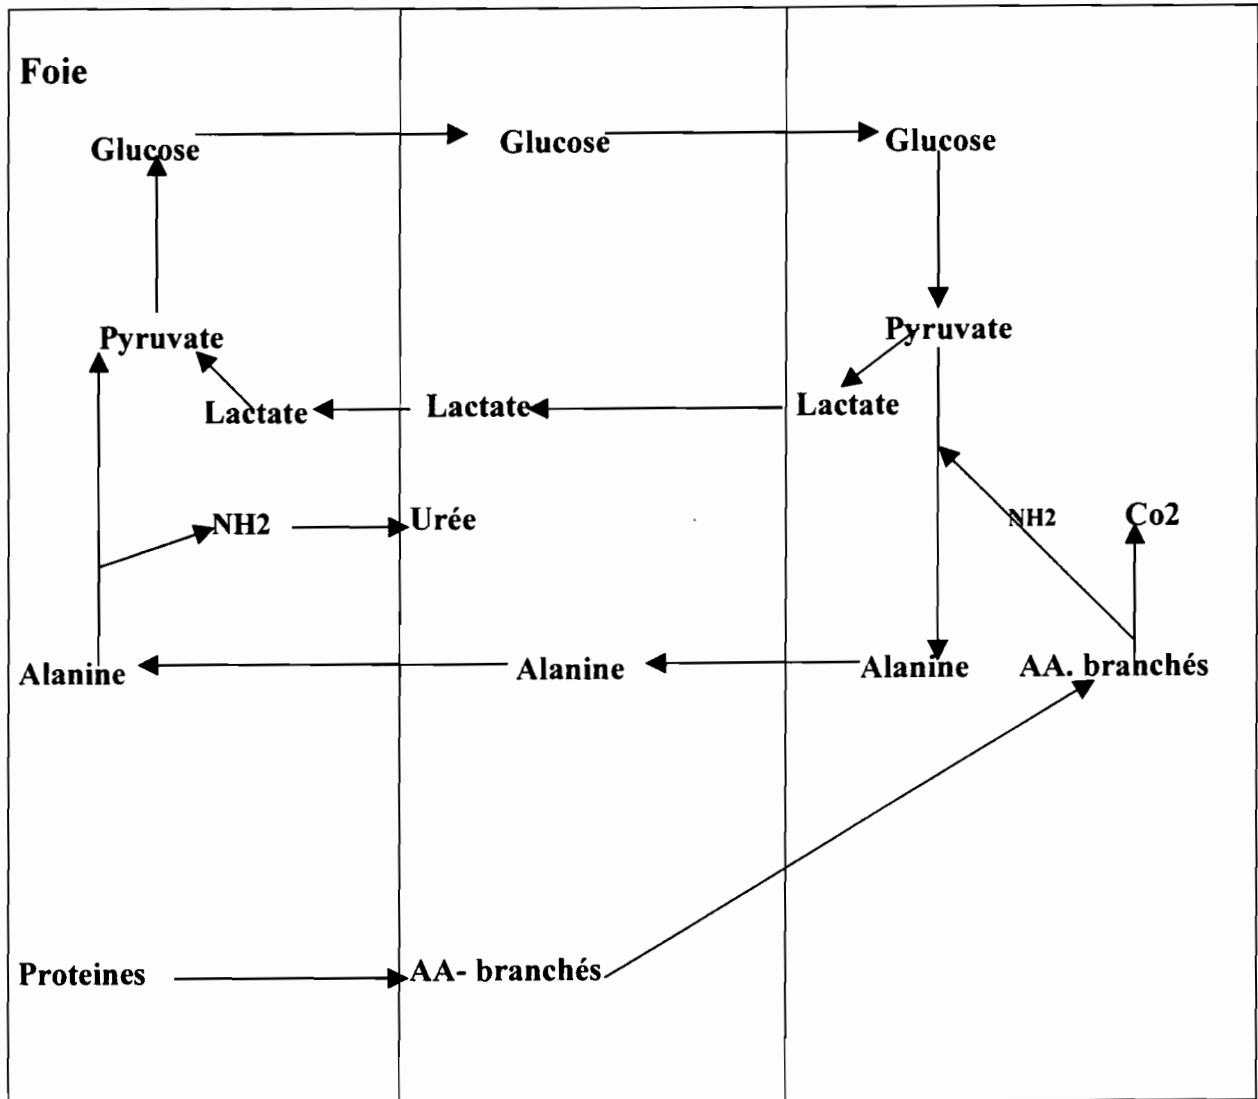 Foie
Glucose Glucose Glucose
Pyruvate Pyruvate
Lactate Lactate Lactate
NH2 Urée NH2 Co2
Alanine Alanine Alanine AA. branchés
Proteines AA- branchés